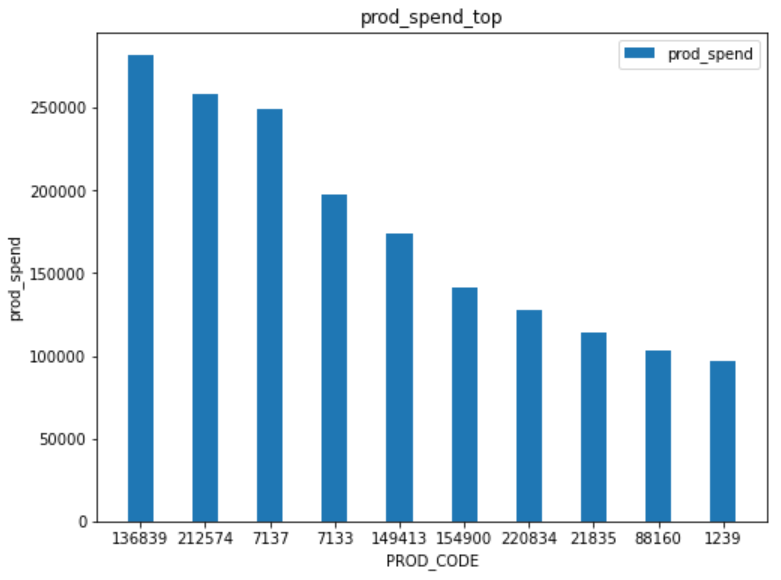 prod_spend_top
prod_spend
prod_spend
250000
200000
150000
100000
50000
0
136839 212574 7137 7133 149413 154900 220834 21835 88160 1239
PROD_CODE